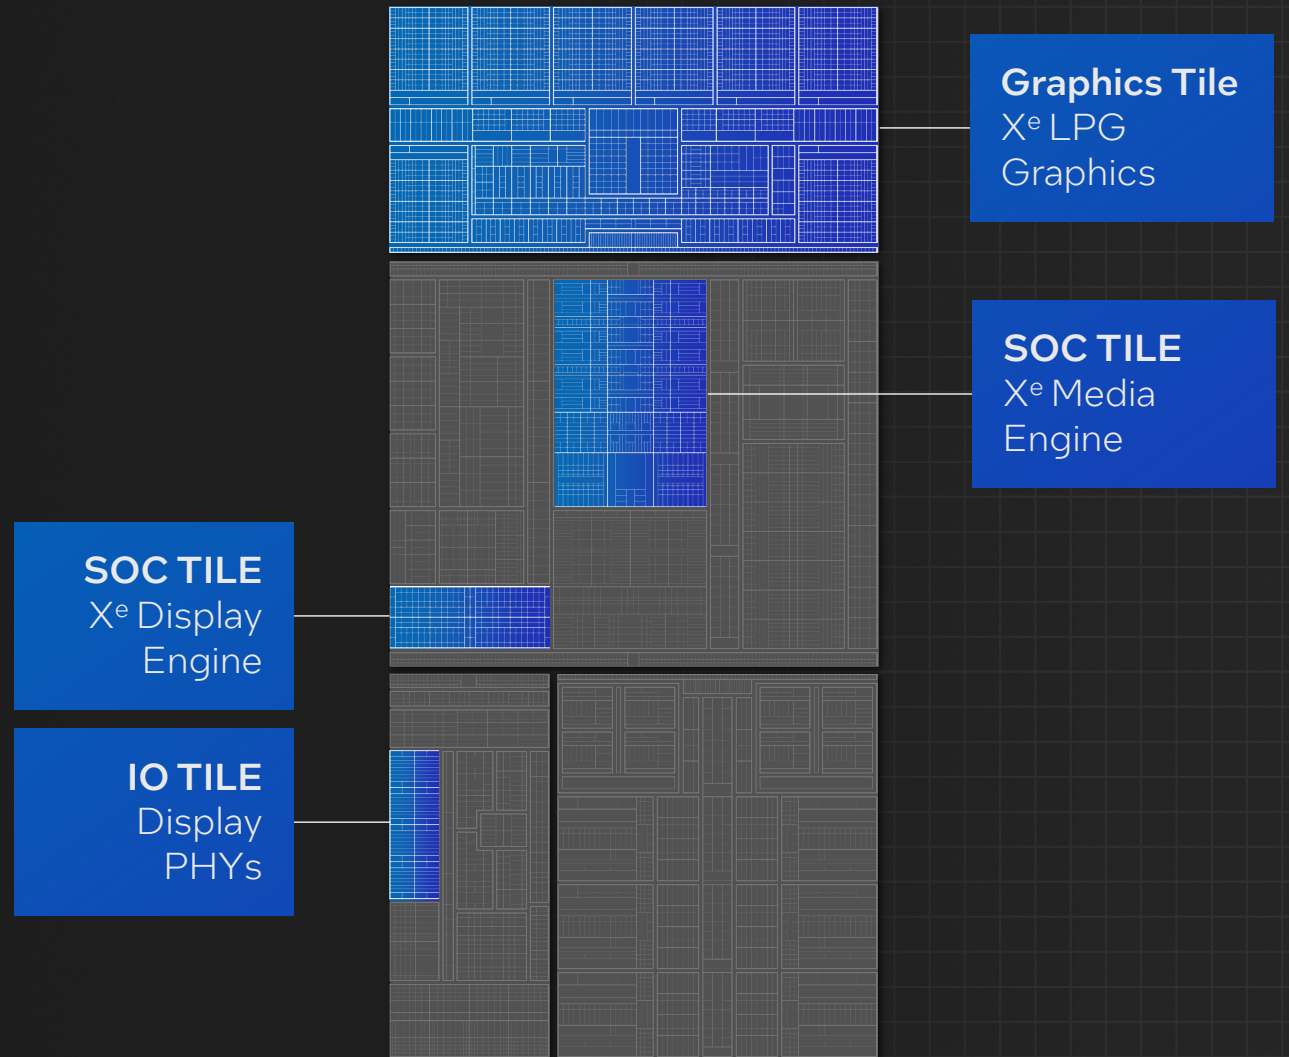 Graphics Tile
Xᵉ LPG
Graphics
SOC TILE
Xᵉ Media
Engine
SOC TILE
Xᵉ Display
Engine
IO TILE
Display
PHYs